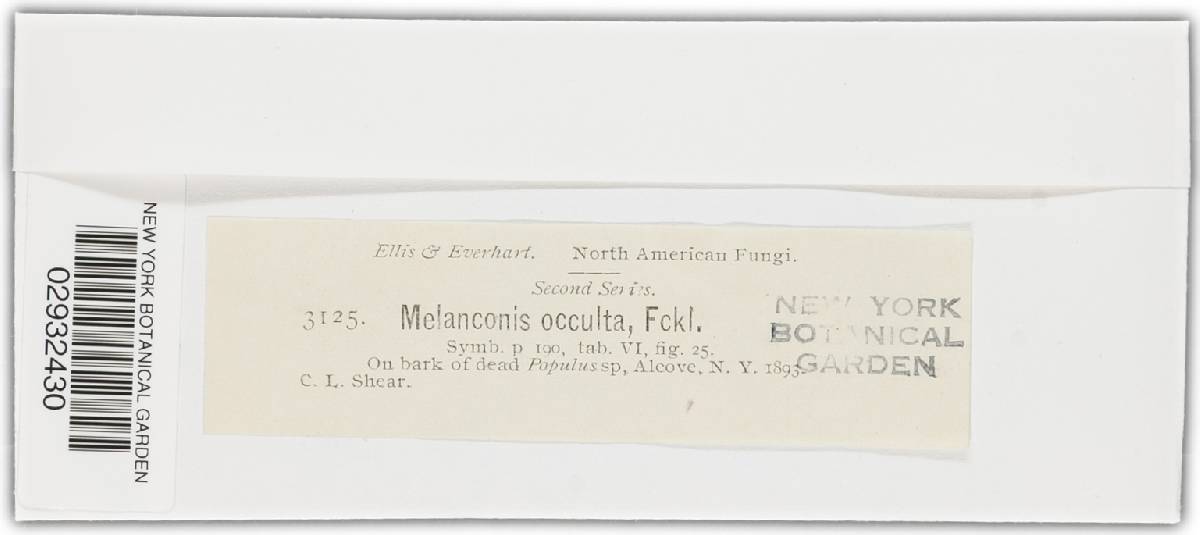 Ellis & Everhart. North American Fungi.
Second Series.
3125. Melanconis occulta, Fckl.
Symb. p 190, tab. VI, fig. 25.
On bark of dead Populus sp, Alcove, N. Y. 1893.
C. L. Shear.
NEW YORK
BOTANICAL
GARDEN
NEW YORK BOTANICAL GARDEN
02932430